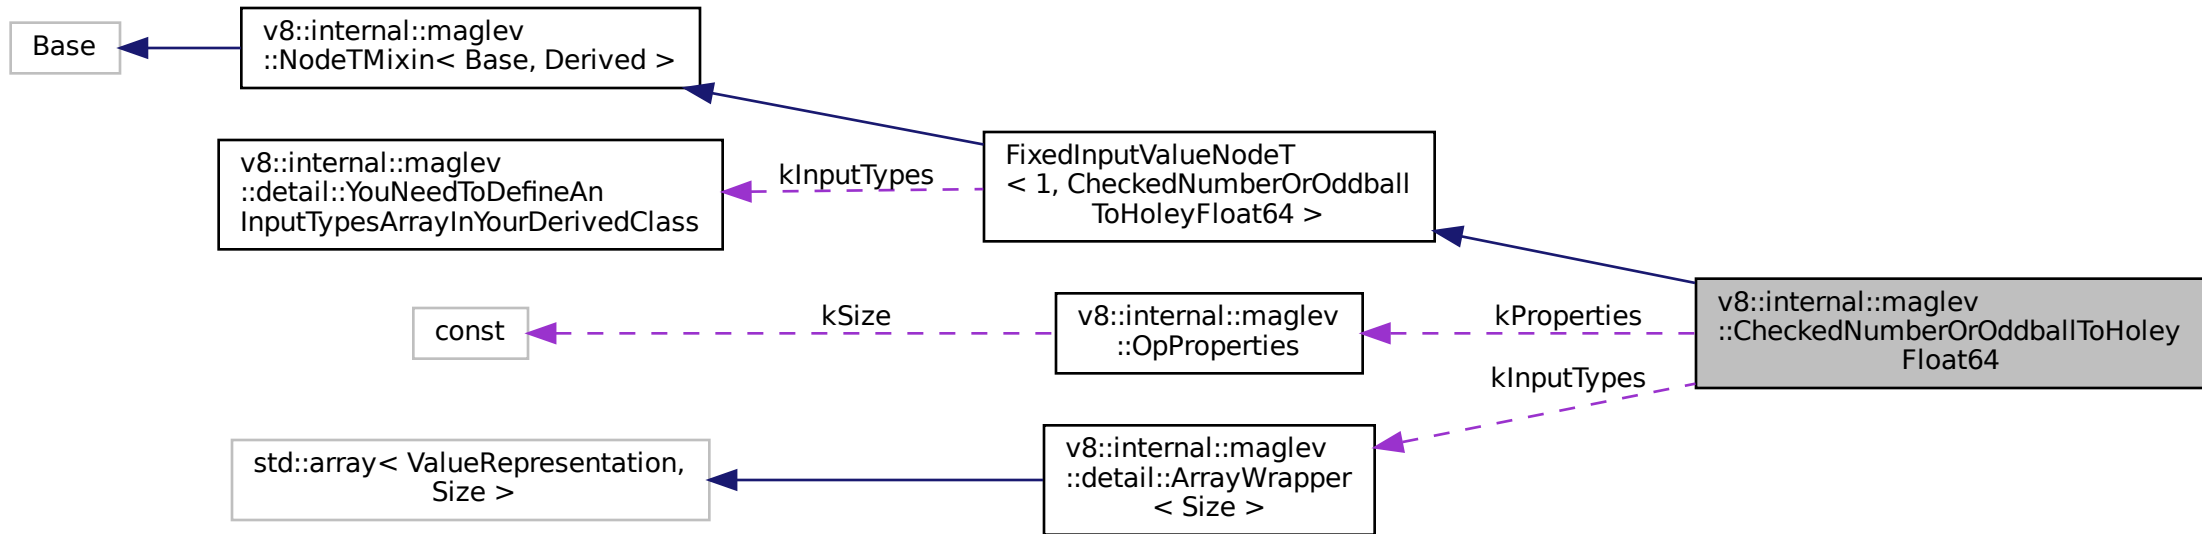 Base
v8::internal::maglev
::NodeTMixin< Base, Derived >
v8::internal::maglev
::detail::YouNeedToDefineAn
InputTypesArrayInYourDerivedClass
kInputTypes
FixedInputValueNodeT
< 1, CheckedNumberOrOddball
ToHoleyFloat64 >
const
kSize
v8::internal::maglev
::OpProperties
kProperties
v8::internal::maglev
::CheckedNumberOrOddballToHoley
Float64
kInputTypes
std::array< ValueRepresentation,
Size >
v8::internal::maglev
::detail::ArrayWrapper
< Size >